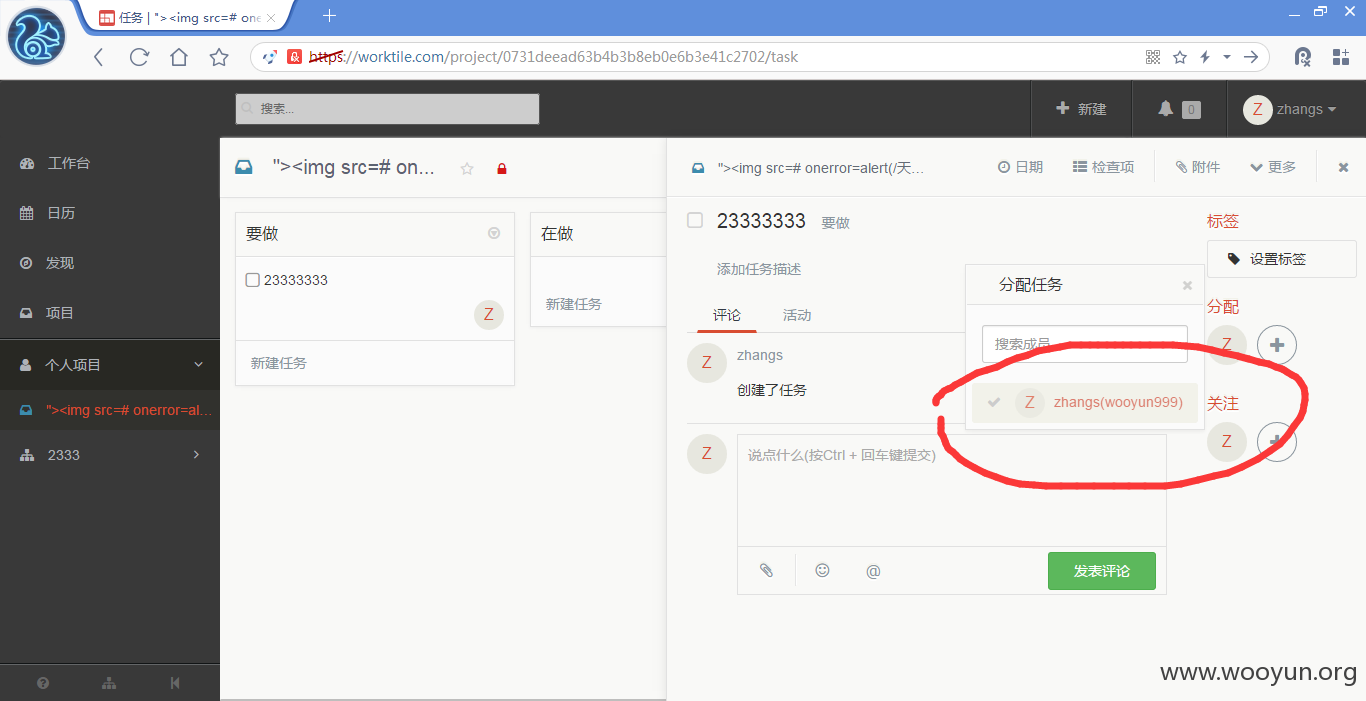 任务 | "><img src=# one
https://worktile.com/project/0731deead63b4b3b8eb0e6b3e41c2702/task
搜索...
新建
0
Z
zhangs
工作台
日历
发现
项目
个人项目
"><img src=# onerror=al...
2333
"><img src=# on...
要做
23333333
Z
新建任务
在做
新建任务
"><img src=# onerror=alert(/天...
日期
检查项
附件
更多
23333333 要做
添加任务描述
评论 活动
Z
zhangs
创建了任务
Z
说点什么(按Ctrl + 回车键提交)
@
发表评论
分配任务
搜索成员
Z zhangs(wooyun999)
标签
设置标签
分配
Z
关注
Z
www.wooyun.org